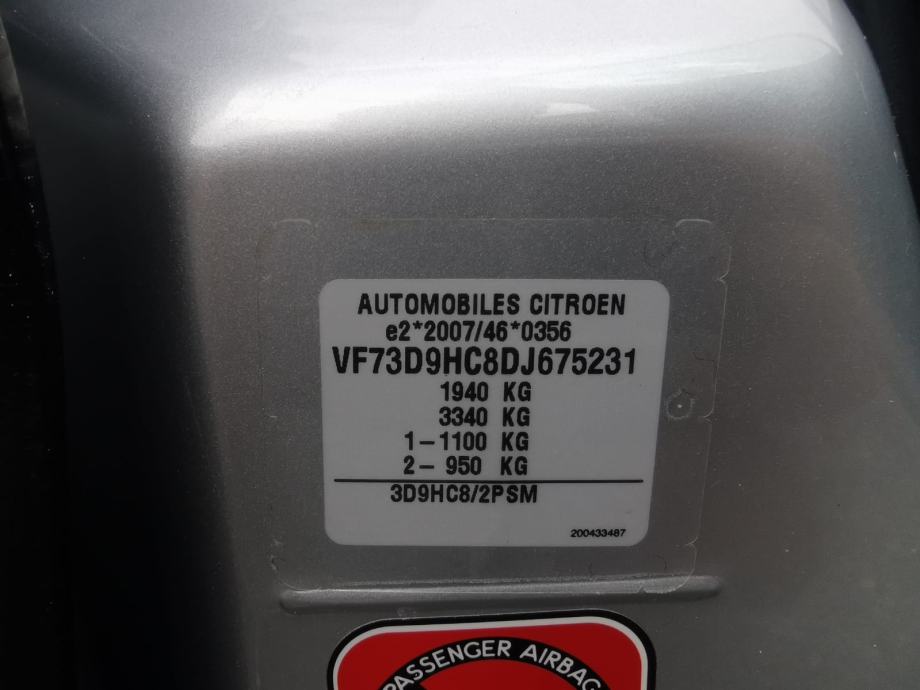 AUTOMOBILES CITROEN
e2*2007/46*0356
VF73D9HC8DJ675231
1940 KG
3340 KG
1-1100 KG
2- 950 KG
3D9HC8/2PSM
200433487
PASSENGER AIRBAG